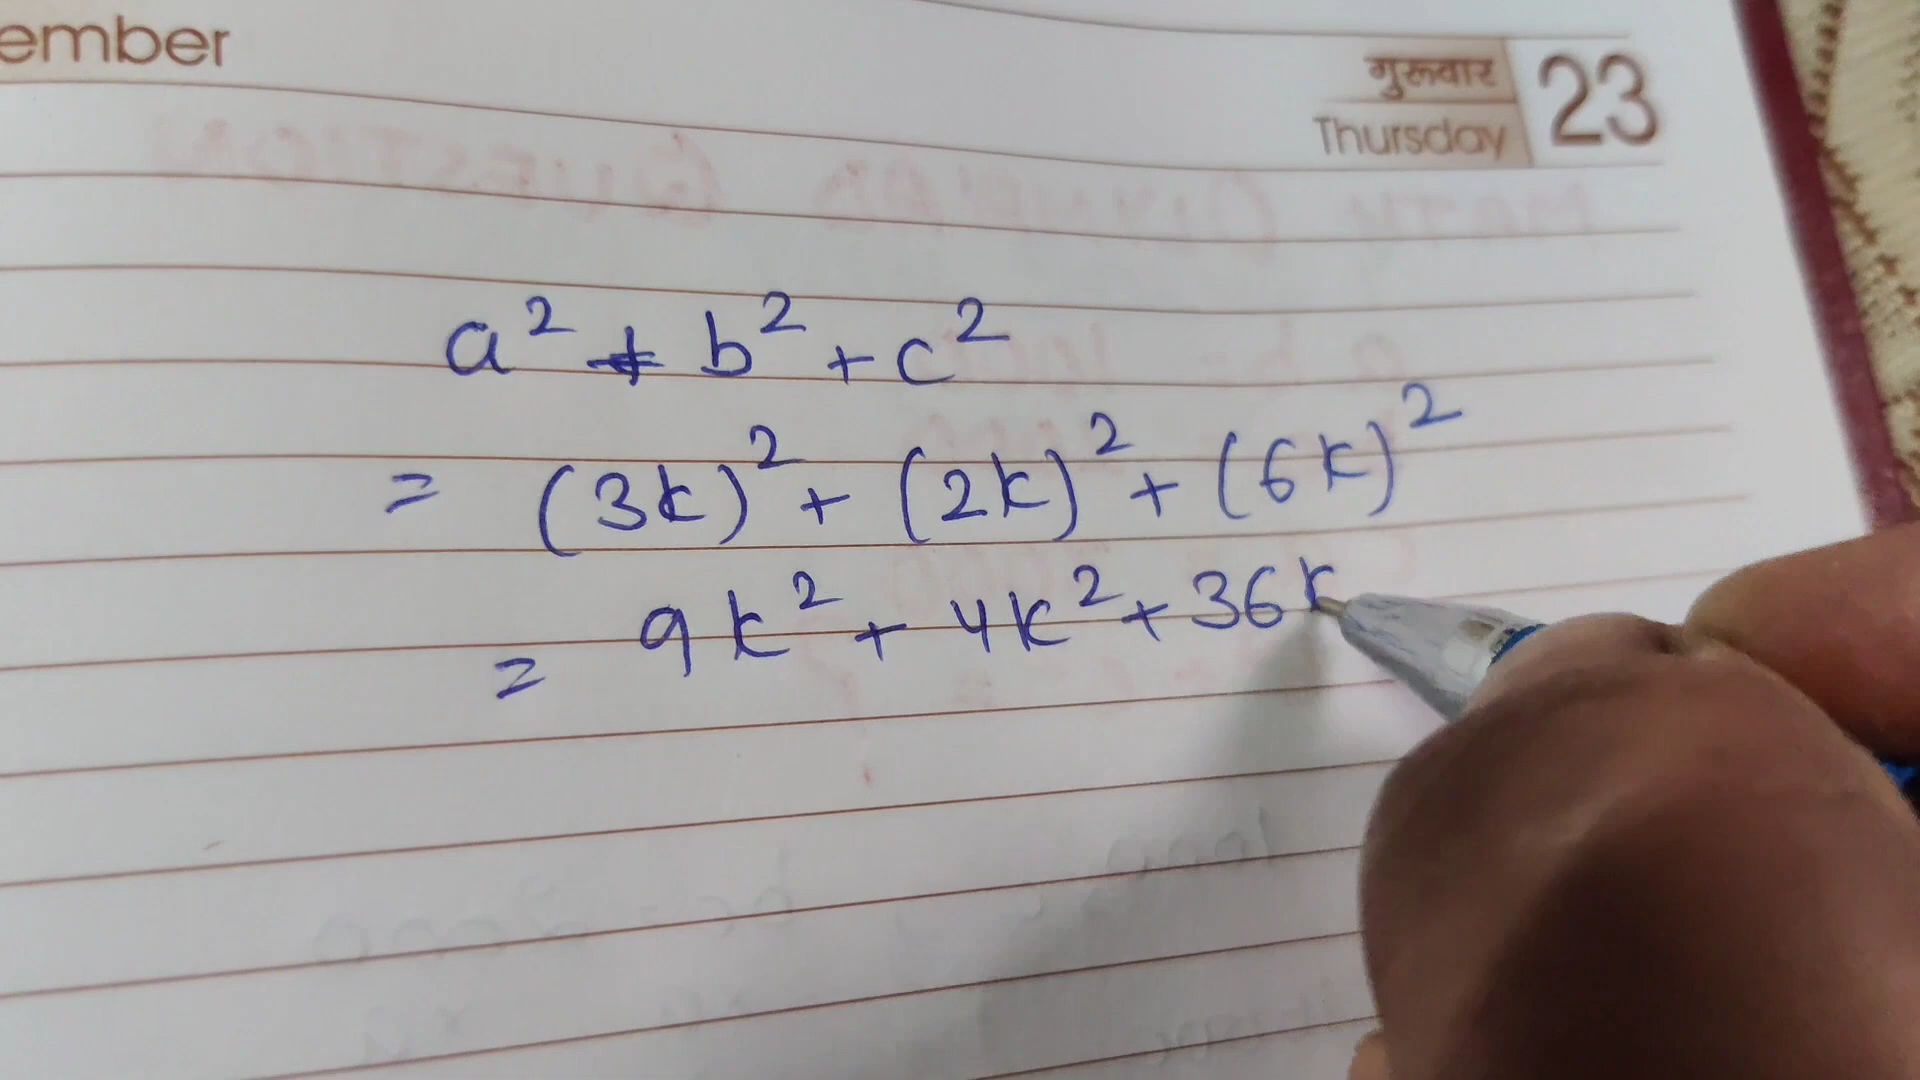 ember
गुरूवार
Thursday
23
a² + b² + c²
= (3k)² + (2k)² + (6k)²
= 9k² + 4k² + 36k